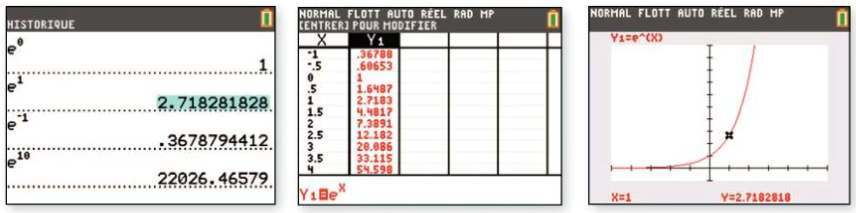 HISTORIQUE
e^0
1
e^1
2.718281828
e^-1
.3678794412
e^10
22026.46579
NORMAL FLOTT AUTO RÉEL RAD MP
[ENTRER] POUR MODIFIER
X Y1
-1 .36788
-.5 .60653
0 1
.5 1.6487
1 2.7183
1.5 4.4817
2 7.3891
2.5 12.182
3 20.086
3.5 33.115
4 54.598
Y1=e^X
NORMAL FLOTT AUTO RÉEL RAD MP
Y1=e^(X)
X=1 Y=2.7182818